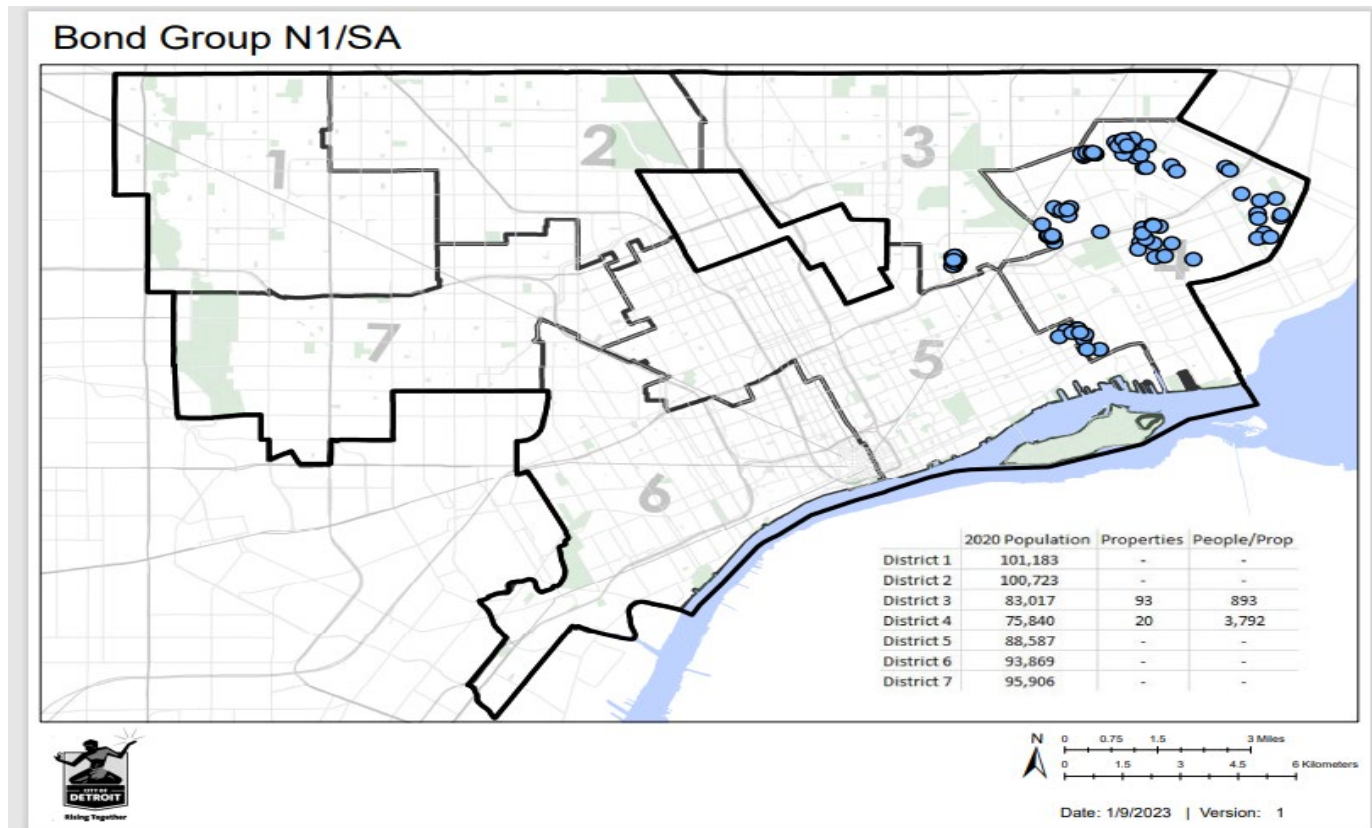 Bond Group N1/SA
1
2
3
4
5
6
7
2020 Population Properties People/Prop
District 1 101,183 - -
District 2 100,723 - -
District 3 83,017 93 893
District 4 75,840 20 3,792
District 5 88,587 - -
District 6 93,869 - -
District 7 95,906 - -
CITY OF
DETROIT
Rising Together
N
0 0.75 1.5 3 Miles
0 1.5 3 4.5 6 Kilometers
Date: 1/9/2023 | Version: 1